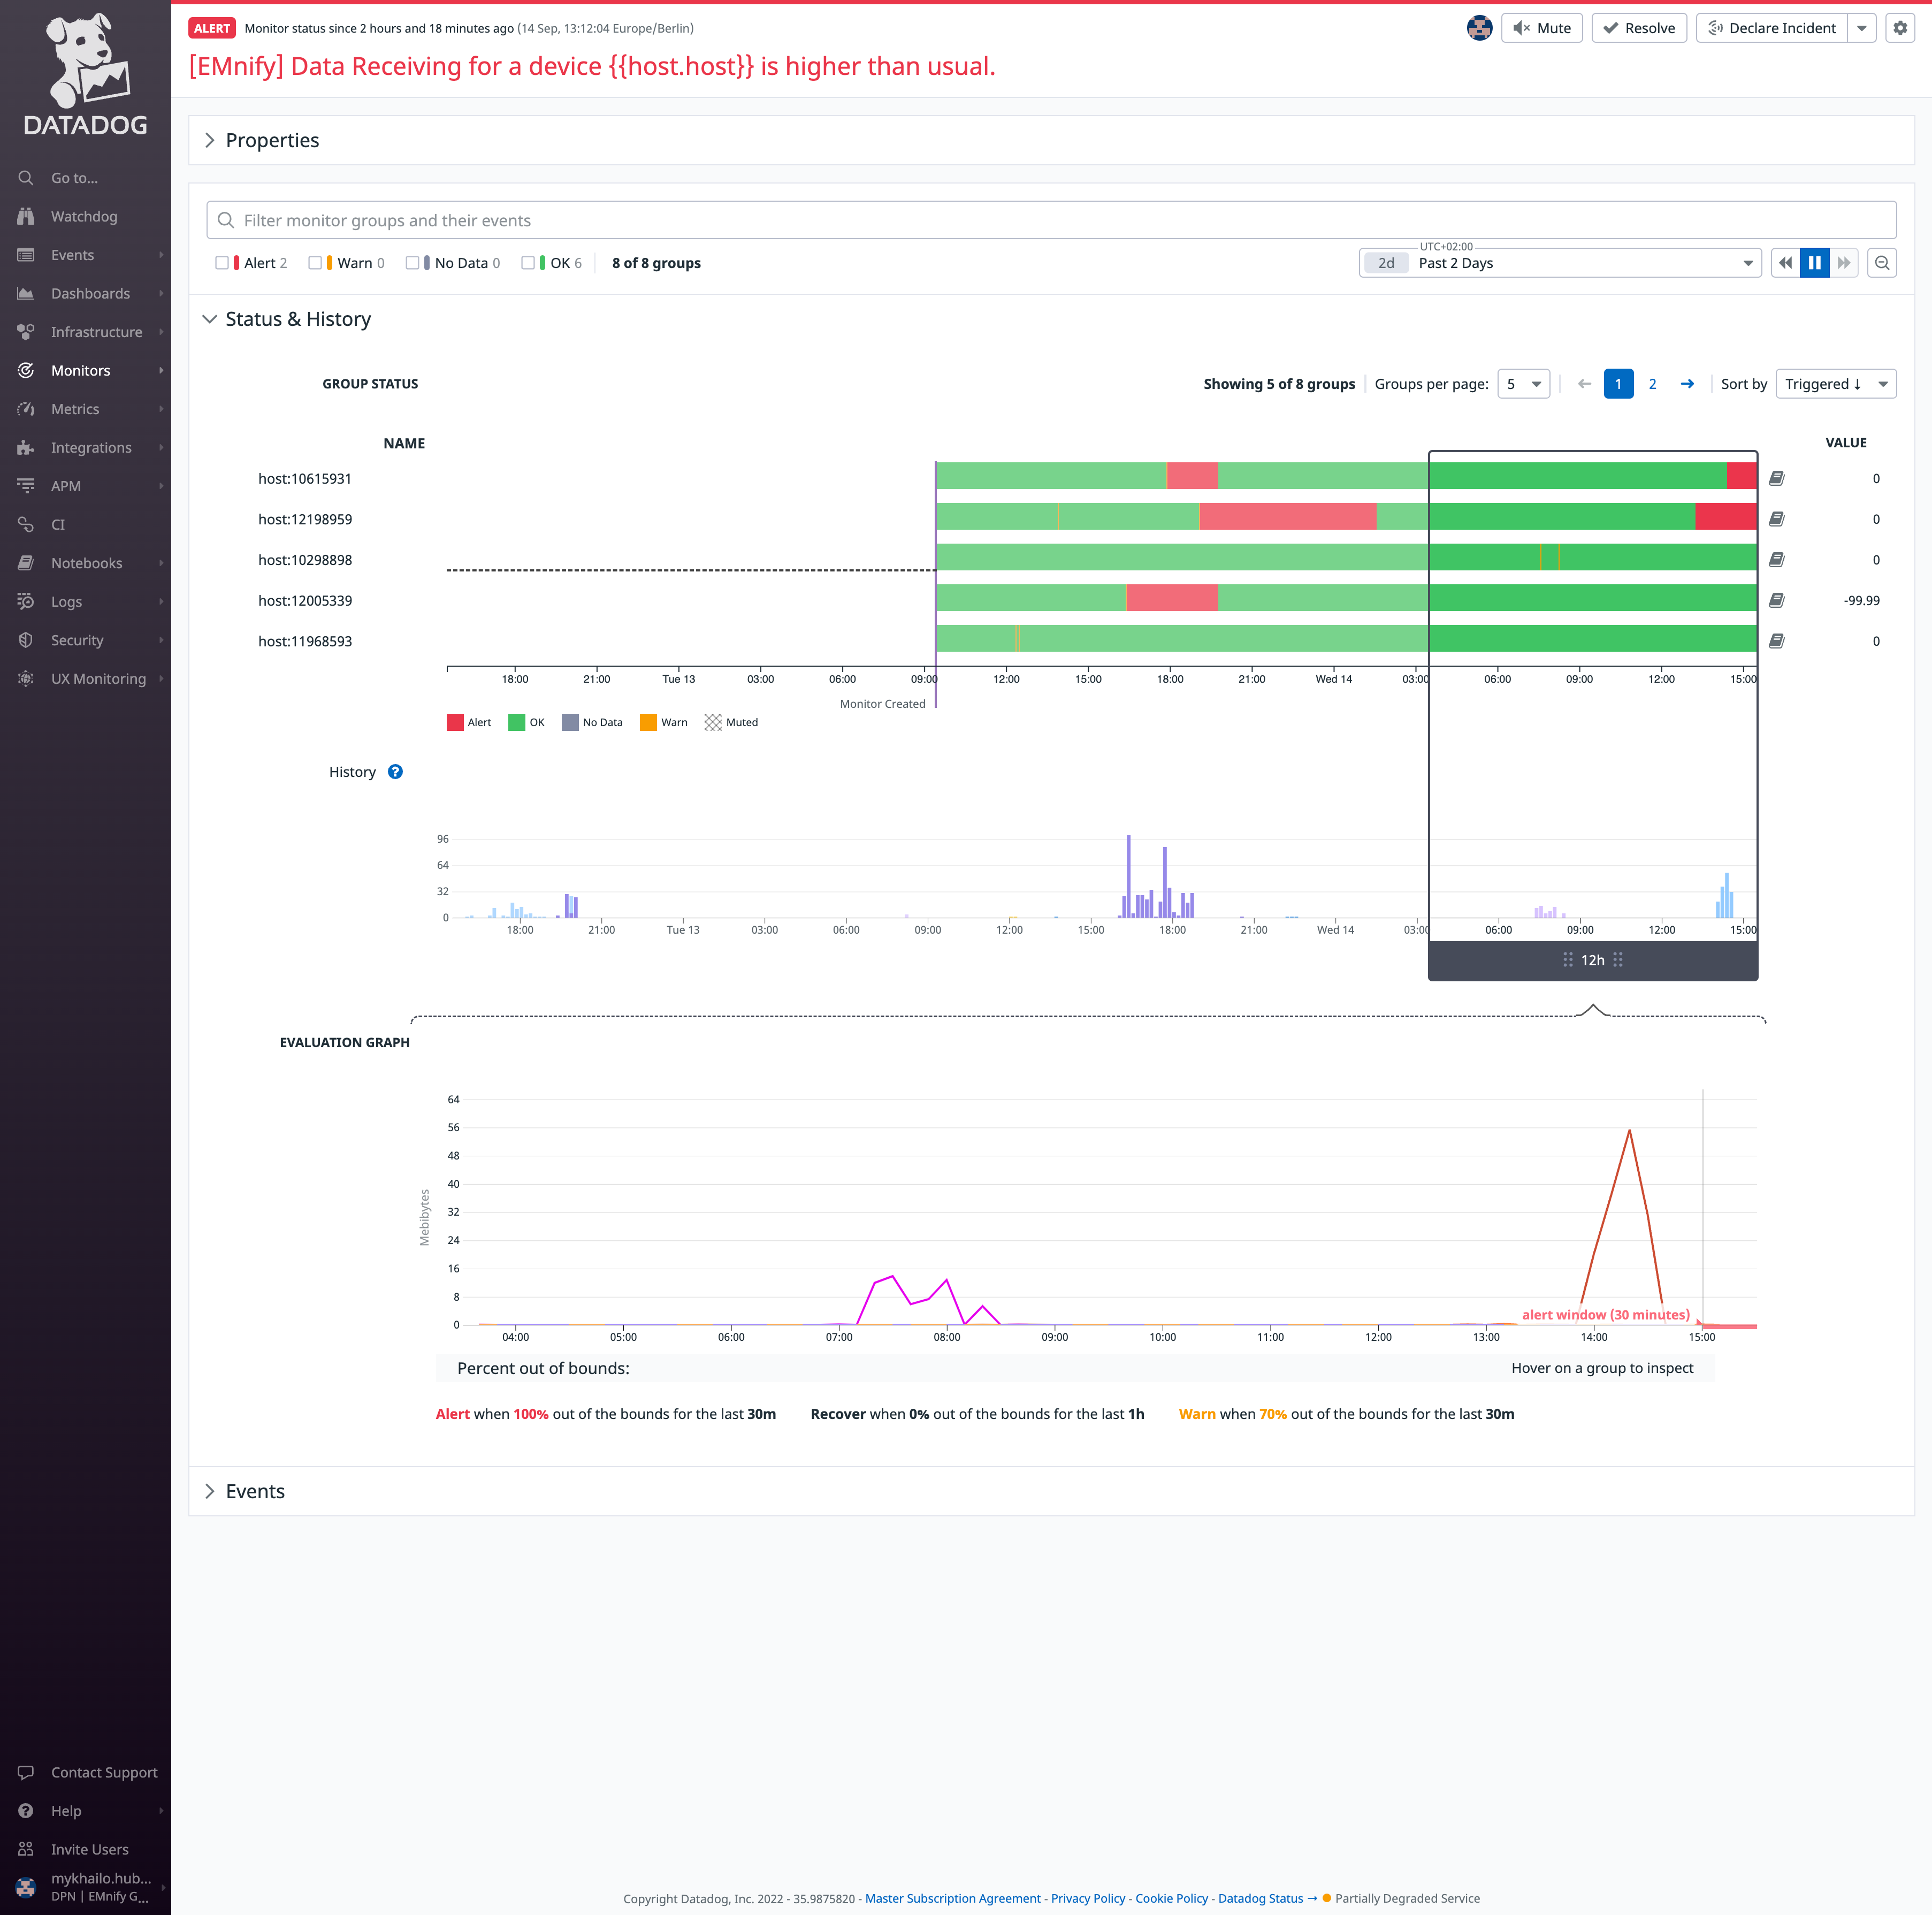 DATADOG
Go to...
Watchdog
Events
Dashboards
Infrastructure
Monitors
Metrics
Integrations
APM
CI
Notebooks
Logs
Security
UX Monitoring
Contact Support
Help
Invite Users
mykhailo.hub...
DPN | EMnify G...
ALERT Monitor status since 2 hours and 18 minutes ago (14 Sep, 13:12:04 Europe/Berlin)
Mute Resolve Declare Incident
[EMnify] Data Receiving for a device {{host.host}} is higher than usual.
Properties
Filter monitor groups and their events
Alert 2 Warn 0 No Data 0 OK 6 8 of 8 groups
UTC+02:00
2d Past 2 Days
Status & History
GROUP STATUS
Showing 5 of 8 groups Groups per page: 5 1 2 Sort by Triggered ↓
NAME VALUE
host:10615931 0
host:12198959 0
host:10298898 0
host:12005339 -99.99
host:11968593 0
18:00 21:00 Tue 13 03:00 06:00 09:00 12:00 15:00 18:00 21:00 Wed 14 03:00 06:00 09:00 12:00 15:00
Monitor Created
Alert OK No Data Warn Muted
History ?
96
64
32
0
18:00 21:00 Tue 13 03:00 06:00 09:00 12:00 15:00 18:00 21:00 Wed 14 03:00 06:00 09:00 12:00 15:00
12h
EVALUATION GRAPH
Mebibytes
64
56
48
40
32
24
16
8
0
alert window (30 minutes)
04:00 05:00 06:00 07:00 08:00 09:00 10:00 11:00 12:00 13:00 14:00 15:00
Percent out of bounds: Hover on a group to inspect
Alert when 100% out of the bounds for the last 30m Recover when 0% out of the bounds for the last 1h Warn when 70% out of the bounds for the last 30m
Events
Copyright Datadog, Inc. 2022 - 35.9875820 - Master Subscription Agreement - Privacy Policy - Cookie Policy - Datadog Status → Partially Degraded Service